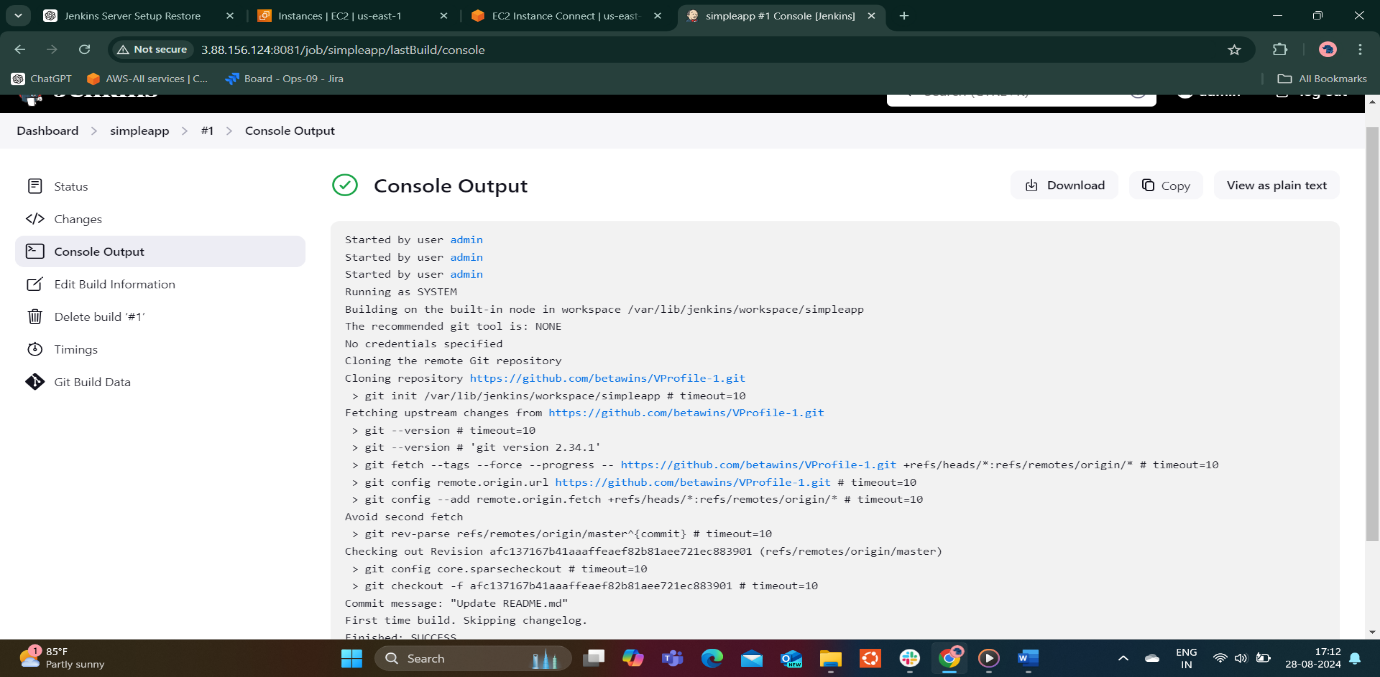 Jenkins Server Setup Restore
Instances | EC2 | us-east-1
EC2 Instance Connect | us-east-
simpleapp #1 Console [Jenkins]
Not secure
3.88.156.124:8081/job/simpleapp/lastBuild/console
ChatGPT
AWS-All services | C...
Board - Ops-09 - Jira
All Bookmarks
Dashboard > simpleapp > #1 > Console Output
Status
Changes
Console Output
Edit Build Information
Delete build '#1'
Timings
Git Build Data
Console Output
Download
Copy
View as plain text
Started by user admin
Started by user admin
Started by user admin
Running as SYSTEM
Building on the built-in node in workspace /var/lib/jenkins/workspace/simpleapp
The recommended git tool is: NONE
No credentials specified
Cloning the remote Git repository
Cloning repository https://github.com/betawins/VProfile-1.git
> git init /var/lib/jenkins/workspace/simpleapp # timeout=10
Fetching upstream changes from https://github.com/betawins/VProfile-1.git
> git --version # timeout=10
> git --version # 'git version 2.34.1'
> git fetch --tags --force --progress -- https://github.com/betawins/VProfile-1.git +refs/heads/*:refs/remotes/origin/* # timeout=10
> git config remote.origin.url https://github.com/betawins/VProfile-1.git # timeout=10
> git config --add remote.origin.fetch +refs/heads/*:refs/remotes/origin/* # timeout=10
Avoid second fetch
> git rev-parse refs/remotes/origin/master^{commit} # timeout=10
Checking out Revision afc137167b41aaaffeaef82b81aee721ec883901 (refs/remotes/origin/master)
> git config core.sparsecheckout # timeout=10
> git checkout -f afc137167b41aaaffeaef82b81aee721ec883901 # timeout=10
Commit message: "Update README.md"
First time build. Skipping changelog.
Finished: SUCCESS
1
85°F
Partly sunny
Search
ENG
IN
17:12
28-08-2024